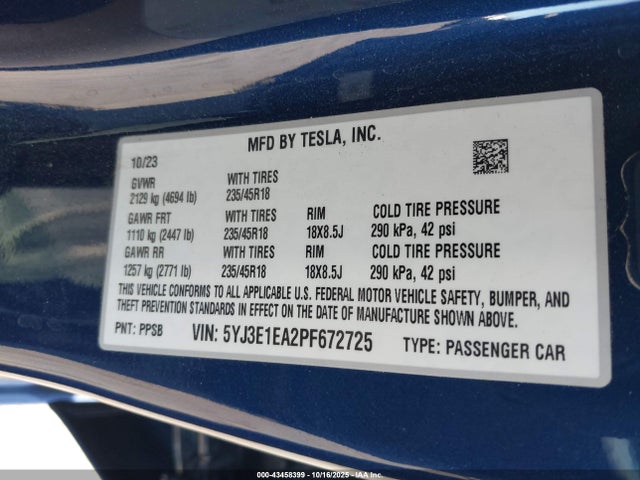 MFD BY TESLA, INC.
10/23
GVWR WITH TIRES
2129 kg (4694 lb) 235/45R18
GAWR FRT WITH TIRES RIM COLD TIRE PRESSURE
1110 kg (2447 lb) 235/45R18 18X8.5J 290 kPa, 42 psi
GAWR RR WITH TIRES RIM COLD TIRE PRESSURE
1257 kg (2771 lb) 235/45R18 18X8.5J 290 kPa, 42 psi
THIS VEHICLE CONFORMS TO ALL APPLICABLE U.S. FEDERAL MOTOR VEHICLE SAFETY, BUMPER, AND
THEFT PREVENTION STANDARDS IN EFFECT ON THE DATE OF MANUFACTURE SHOWN ABOVE.
PNT: PPSB VIN: 5YJ3E1EA2PF672725 TYPE: PASSENGER CAR
000-43458399 - 10/16/2025 - IAA, Inc.